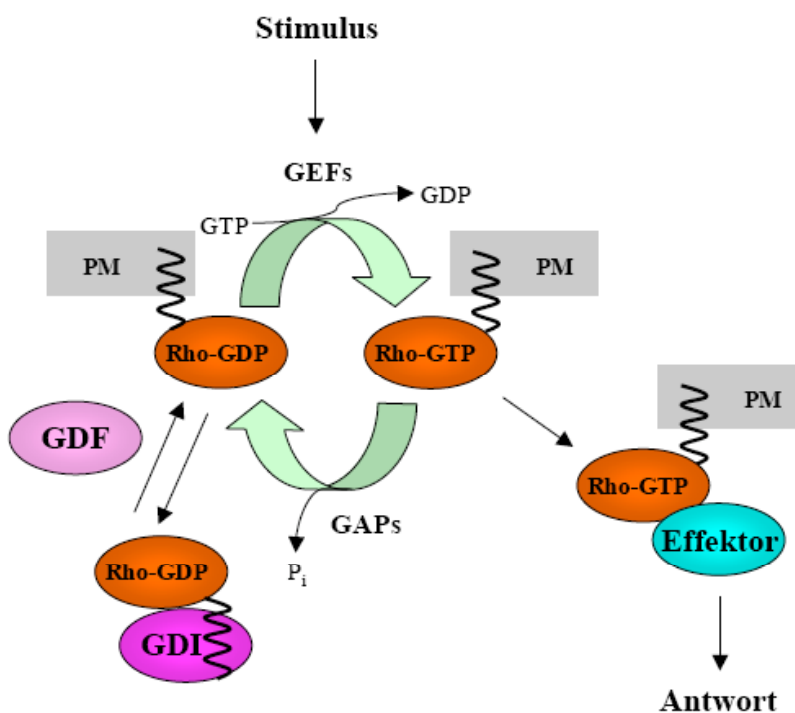 Stimulus
GEFs
GTP
GDP
PM
PM
Rho-GDP
Rho-GTP
PM
GDF
Rho-GTP
GAPs
Effektor
Rho-GDP
Pi
GDI
Antwort